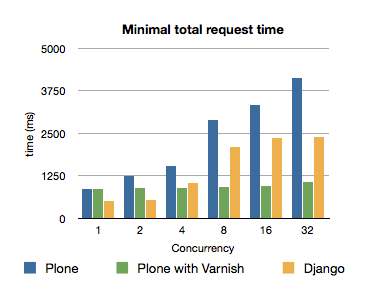 Minimal total request time
5000
3750
2500
1250
0
time (ms)
1 2 4 8 16 32
Concurrency
Plone Plone with Varnish Django